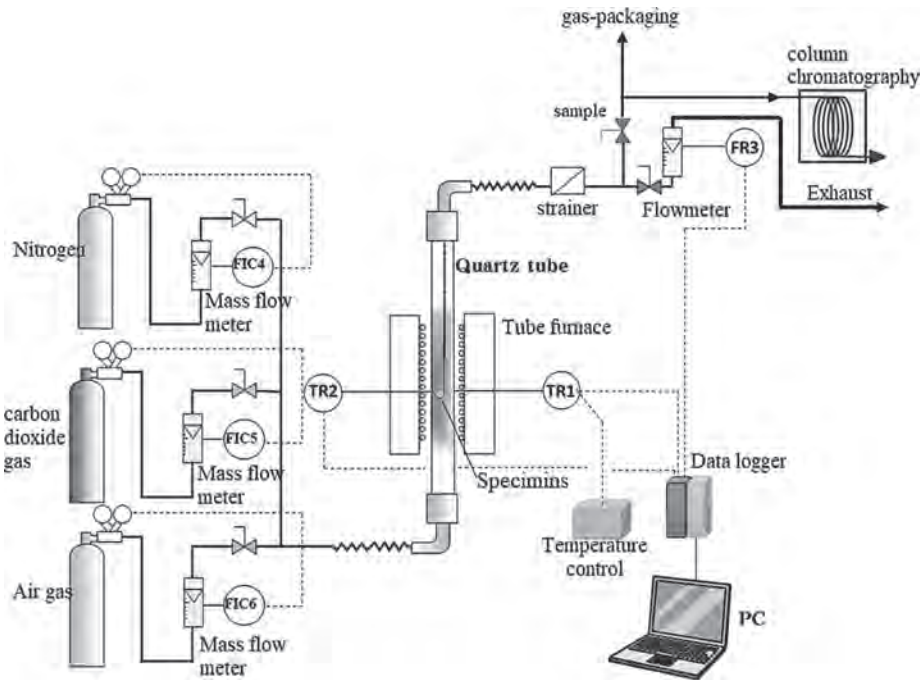 gas-packaging
column
chromatography
sample
FR3
strainer
Flowmeter
Exhaust
Nitrogen
FIC4
Mass flow
meter
Quartz tube
Tube furnace
TR2
TR1
carbon
dioxide
gas
FIC5
Mass flow
meter
Specimins
Data logger
Temperature
control
Air gas
FIC6
Mass flow
meter
PC